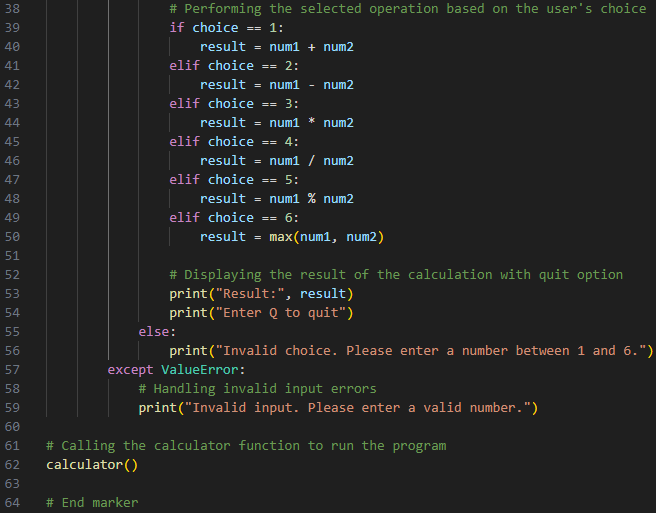 38 # Performing the selected operation based on the user's choice
39 if choice == 1:
40 result = num1 + num2
41 elif choice == 2:
42 result = num1 - num2
43 elif choice == 3:
44 result = num1 * num2
45 elif choice == 4:
46 result = num1 / num2
47 elif choice == 5:
48 result = num1 % num2
49 elif choice == 6:
50 result = max(num1, num2)
51
52 # Displaying the result of the calculation with quit option
53 print("Result:", result)
54 print("Enter Q to quit")
55 else:
56 print("Invalid choice. Please enter a number between 1 and 6.")
57 except ValueError:
58 # Handling invalid input errors
59 print("Invalid input. Please enter a valid number.")
60
61 # Calling the calculator function to run the program
62 calculator()
63
64 # End marker